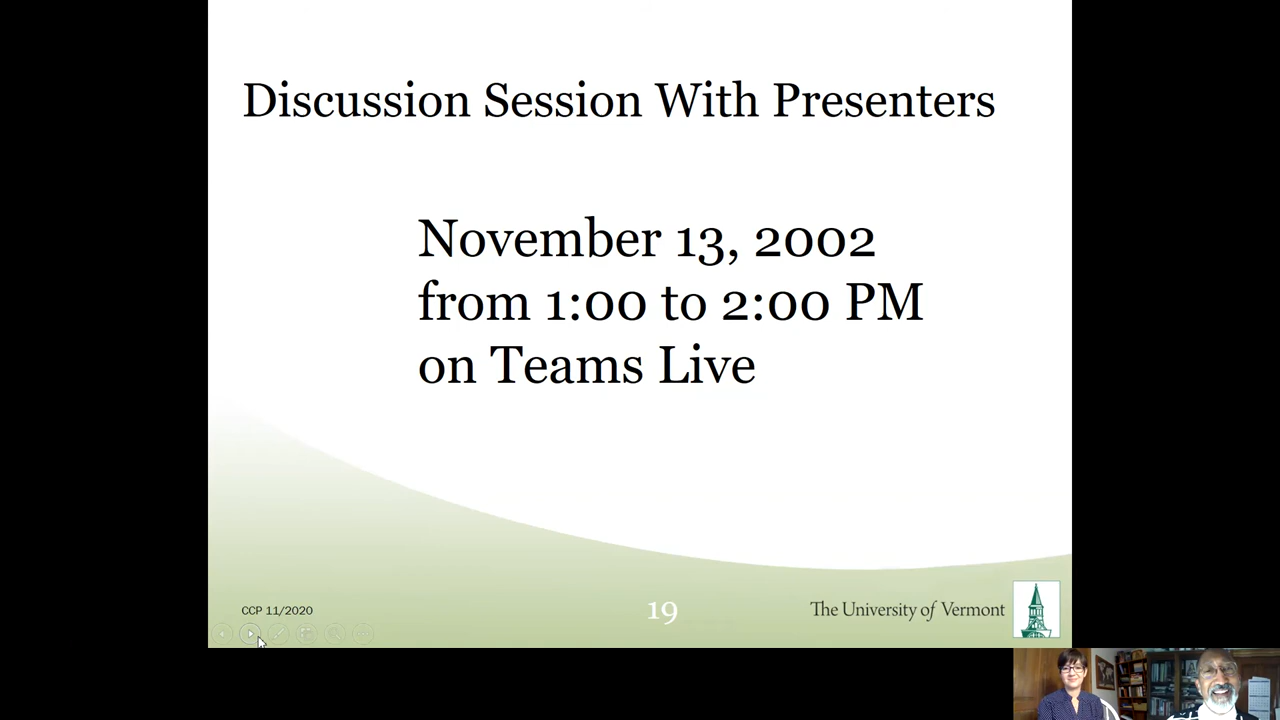 Discussion Session With Presenters
November 13, 2002
from 1:00 to 2:00 PM
on Teams Live
CCP 11/2020
19
The University of Vermont